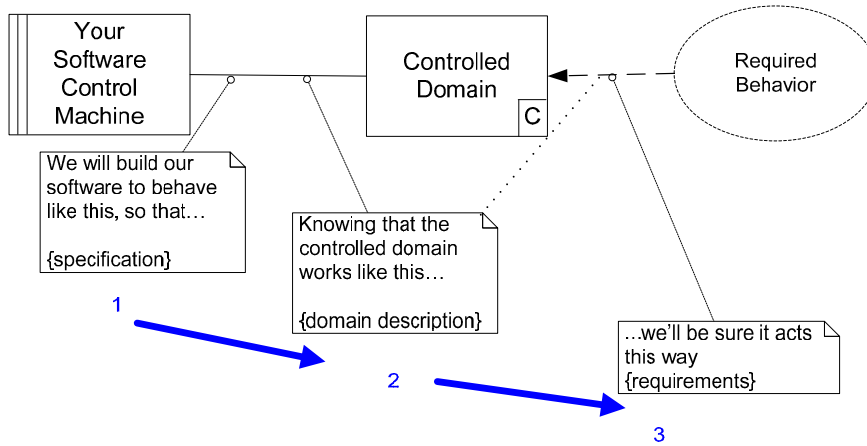 Your
Software
Control
Machine
Controlled
Domain
C
Required
Behavior
We will build our
software to behave
like this, so that…
{specification}
Knowing that the
controlled domain
works like this…
{domain description}
…we'll be sure it acts
this way
{requirements}
1
2
3